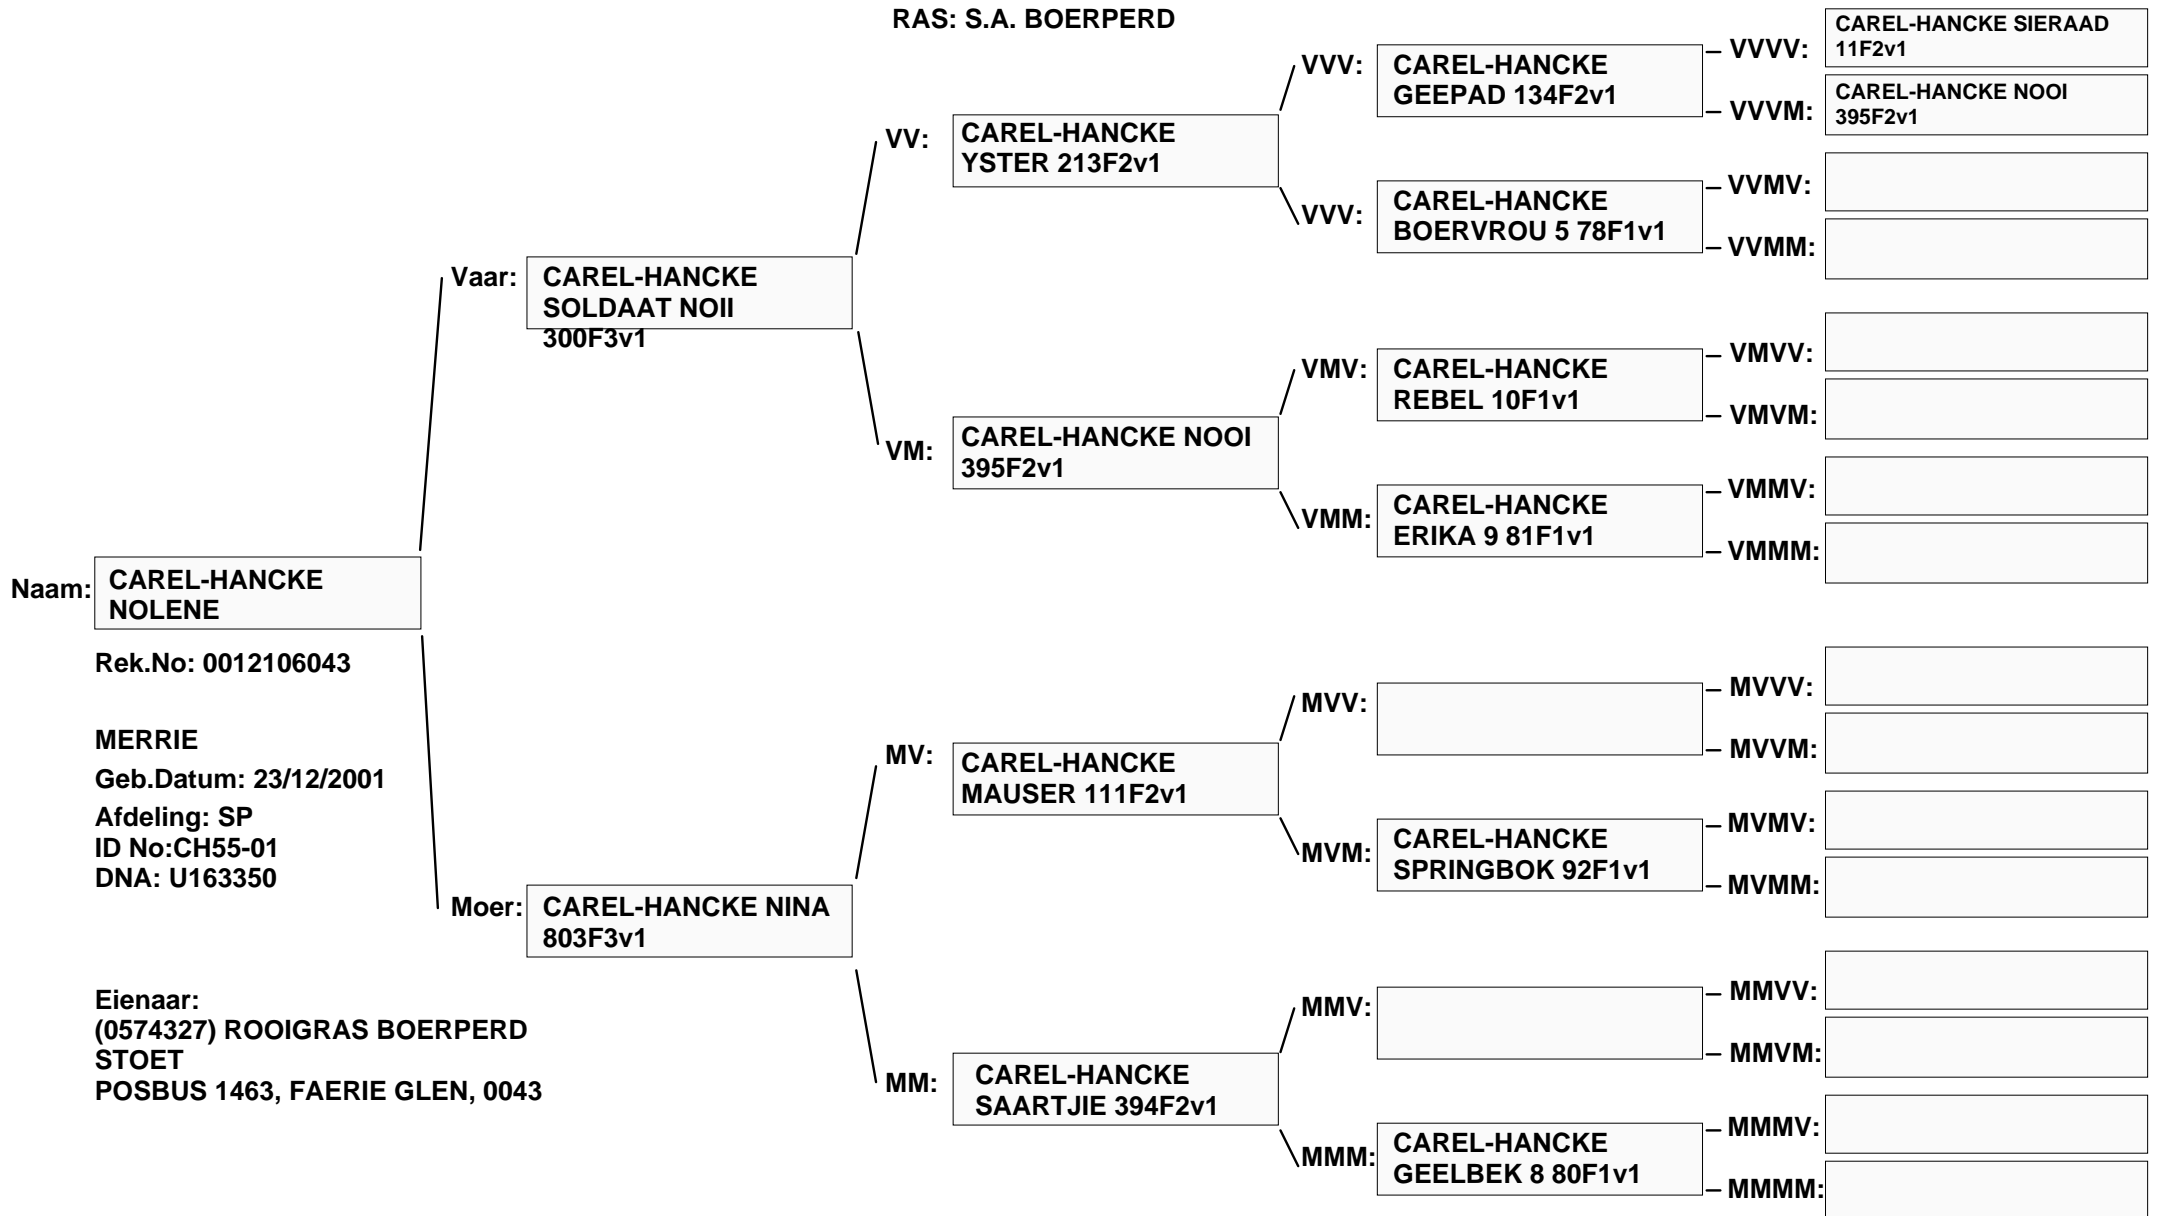 RAS: S.A. BOERPERD
Naam:
CAREL-HANCKE
NOLENE
Rek.No: 0012106043
MERRIE
Geb.Datum: 23/12/2001
Afdeling: SP
ID No:CH55-01
DNA: U163350
Eienaar:
(0574327) ROOIGRAS BOERPERD
STOET
POSBUS 1463, FAERIE GLEN, 0043
Vaar:
CAREL-HANCKE
SOLDAAT NOII
300F3v1
Moer:
CAREL-HANCKE NINA
803F3v1
VV:
CAREL-HANCKE
YSTER 213F2v1
VM:
CAREL-HANCKE NOOI
395F2v1
MV:
CAREL-HANCKE
MAUSER 111F2v1
MM:
CAREL-HANCKE
SAARTJIE 394F2v1
VVV:
CAREL-HANCKE
GEEPAD 134F2v1
VVV:
CAREL-HANCKE
BOERVROU 5 78F1v1
VMV:
CAREL-HANCKE
REBEL 10F1v1
VMM:
CAREL-HANCKE
ERIKA 9 81F1v1
MVV:
MVM:
CAREL-HANCKE
SPRINGBOK 92F1v1
MMV:
MMM:
CAREL-HANCKE
GEELBEK 8 80F1v1
VVVV:
CAREL-HANCKE SIERAAD
11F2v1
VVVM:
CAREL-HANCKE NOOI
395F2v1
VVMV:
VVMM:
VMVV:
VMVM:
VMMV:
VMMM:
MVVV:
MVVM:
MVMV:
MVMM:
MMVV:
MMVM:
MMMV:
MMMM: